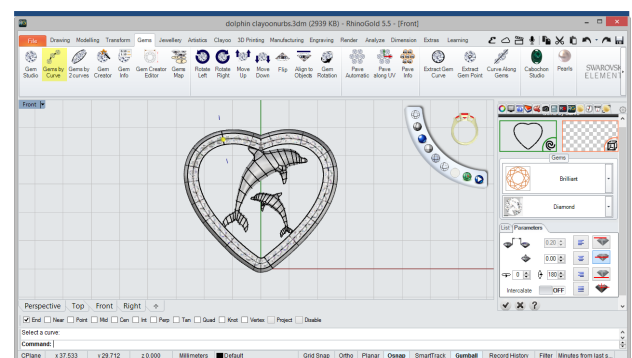 dolphin clayoonurbs.3dm (2939 KB) - RhinoGold 5.5 - [Front]
File Drawing Modelling Transform Gems Jewellery Artistics Clayoo 3D Printing Manufacturing Engraving Render Analyze Dimension Extras Learning
Gem Studio
Gems by Curve
Gems by 2 curves
Gem Creator
Gem Info
Gem Creator Editor
Gems Map
Rotate Left
Rotate Right
Move Up
Move Down
Flip
Align to Objects
Gem Rotation
Pave Automatic
Pave along UV
Pave Info
Extract Gem Curve
Extract Gem Point
Curve Along Gems
Cabochon Studio
Pearls
SWAROVSK
ELEMENT
Front
Gems
Brilliant
Diamond
List Parameters
0.20
0.00
0 180
Intercalate OFF
Perspective Top Front Right
End Near Point Mid Cen Int Perp Tan Quad Knot Vertex Project Disable
Select a curve:
Command:
CPlane x 37.533 y 29.712 z 0.000 Millimeters Default Grid Snap Ortho Planar Osnap SmartTrack Gumball Record History Filter Minutes from last s...